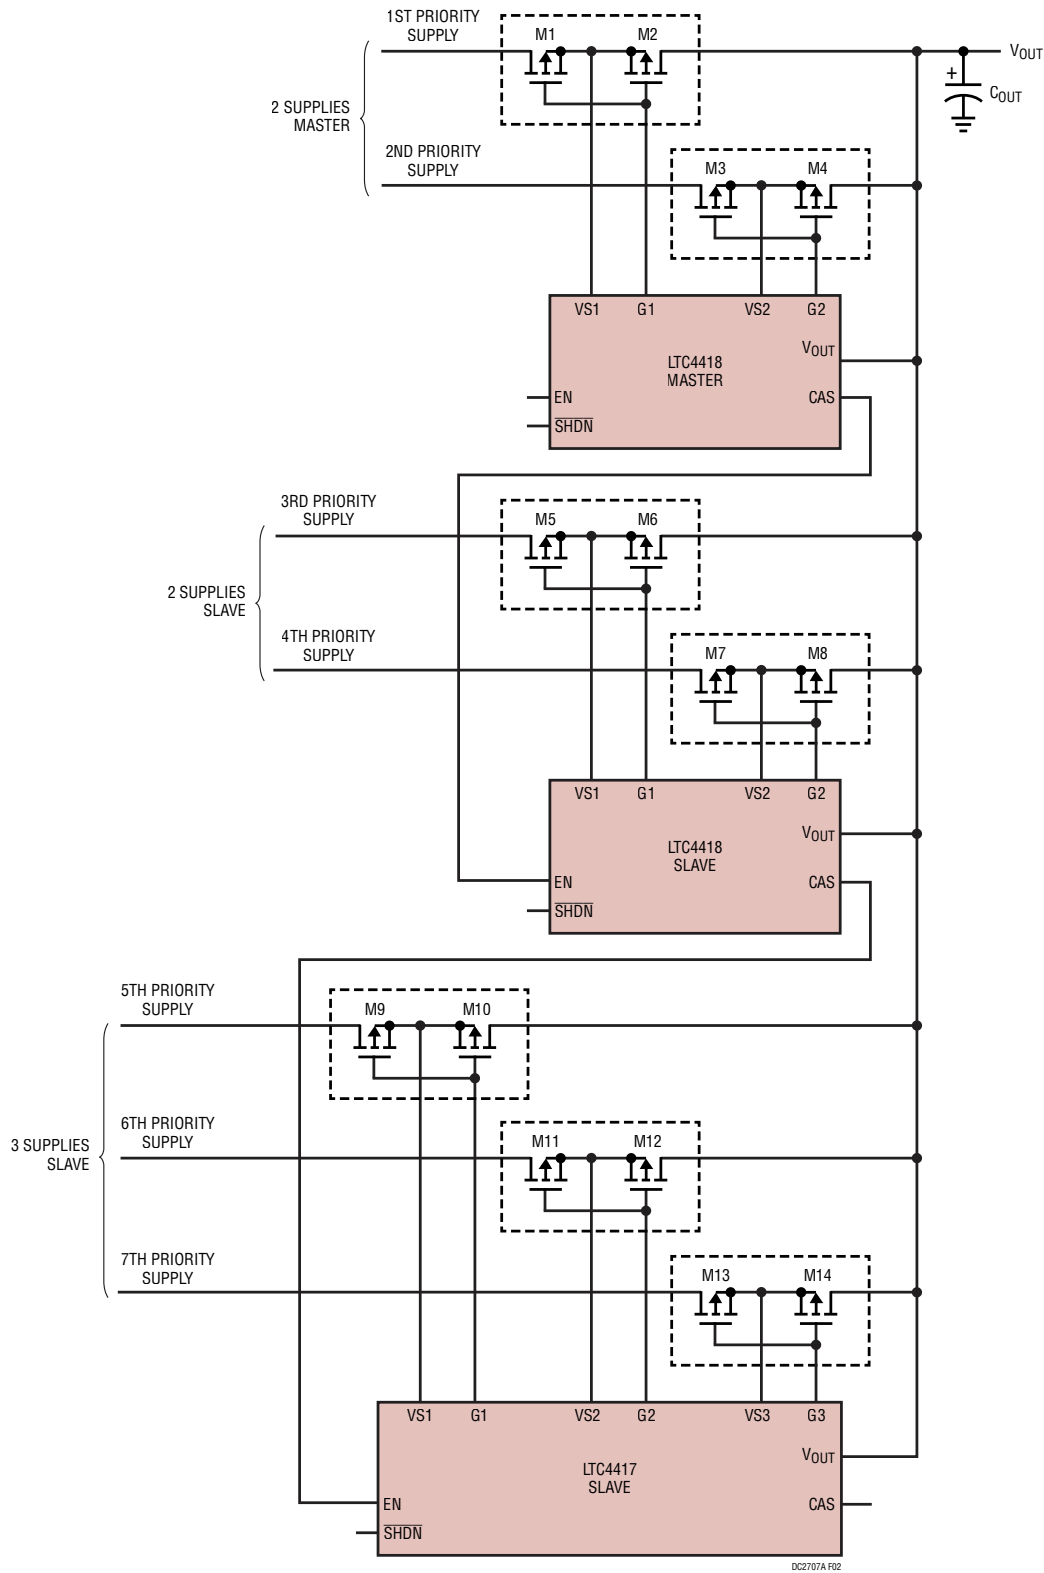 1ST PRIORITY
SUPPLY
M1
M2
VOUT
+
COUT
2 SUPPLIES
MASTER
2ND PRIORITY
SUPPLY
M3
M4
VS1
G1
VS2
G2
VOUT
LTC4418
MASTER
EN
CAS
SHDN
3RD PRIORITY
SUPPLY
M5
M6
2 SUPPLIES
SLAVE
4TH PRIORITY
SUPPLY
M7
M8
VS1
G1
VS2
G2
VOUT
LTC4418
SLAVE
EN
CAS
SHDN
5TH PRIORITY
SUPPLY
M9
M10
6TH PRIORITY
SUPPLY
M11
M12
3 SUPPLIES
SLAVE
7TH PRIORITY
SUPPLY
M13
M14
VS1
G1
VS2
G2
VS3
G3
VOUT
LTC4417
SLAVE
EN
CAS
SHDN
DC2707A F02